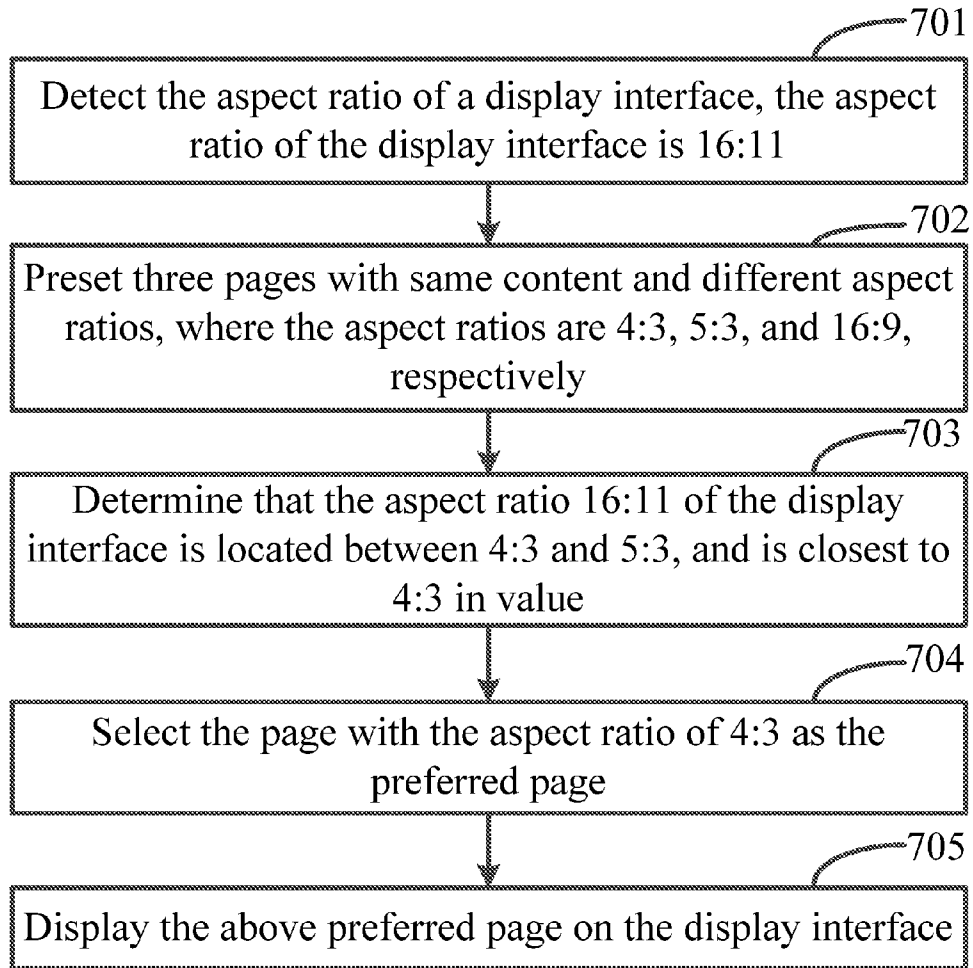 701
Detect the aspect ratio of a display interface, the aspect
ratio of the display interface is 16:11
702
Preset three pages with same content and different aspect
ratios, where the aspect ratios are 4:3, 5:3, and 16:9,
respectively
703
Determine that the aspect ratio 16:11 of the display
interface is located between 4:3 and 5:3, and is closest to
4:3 in value
704
Select the page with the aspect ratio of 4:3 as the
preferred page
705
Display the above preferred page on the display interface